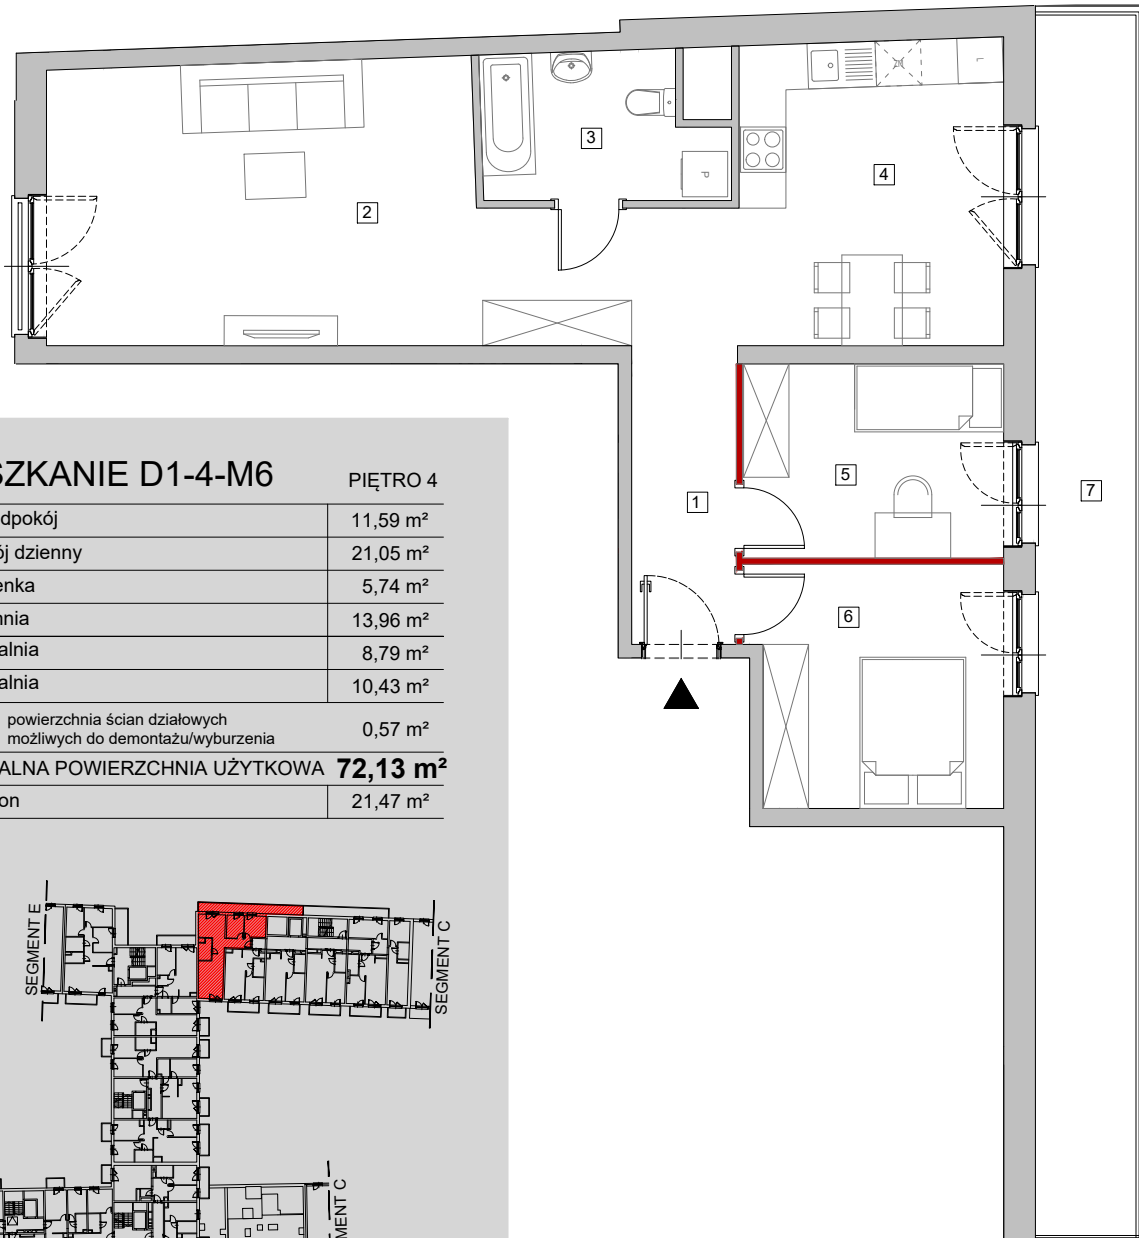 2
3
4
5
1
6
7
P
L
ZM
SZKANIE D1-4-M6 PIĘTRO 4
dpokój 11,59 m²
j dzienny 21,05 m²
enka 5,74 m²
nia 13,96 m²
alnia 8,79 m²
alnia 10,43 m²
powierzchnia ścian działowych
możliwych do demontażu/wyburzenia 0,57 m²
ALNA POWIERZCHNIA UŻYTKOWA 72,13 m²
on 21,47 m²
SEGMENT E
SEGMENT C
MENT C